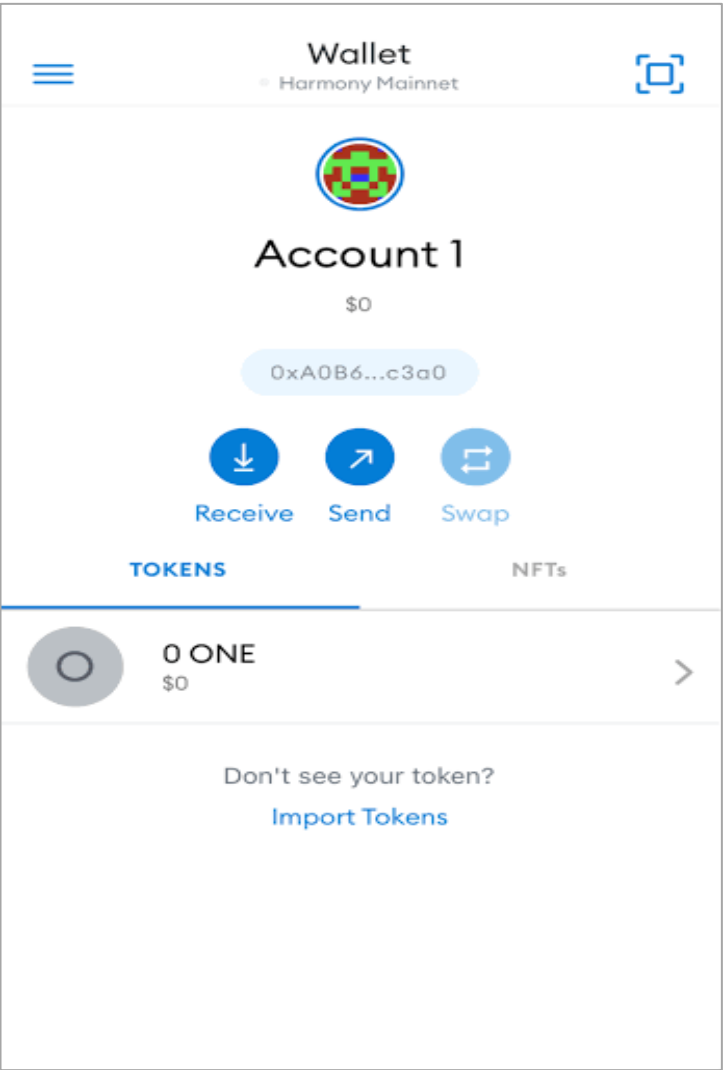 Wallet
Harmony Mainnet
Account 1
$0
0xA0B6...c3a0
Receive Send Swap
TOKENS NFTs
0 ONE
$0
Don't see your token?
Import Tokens